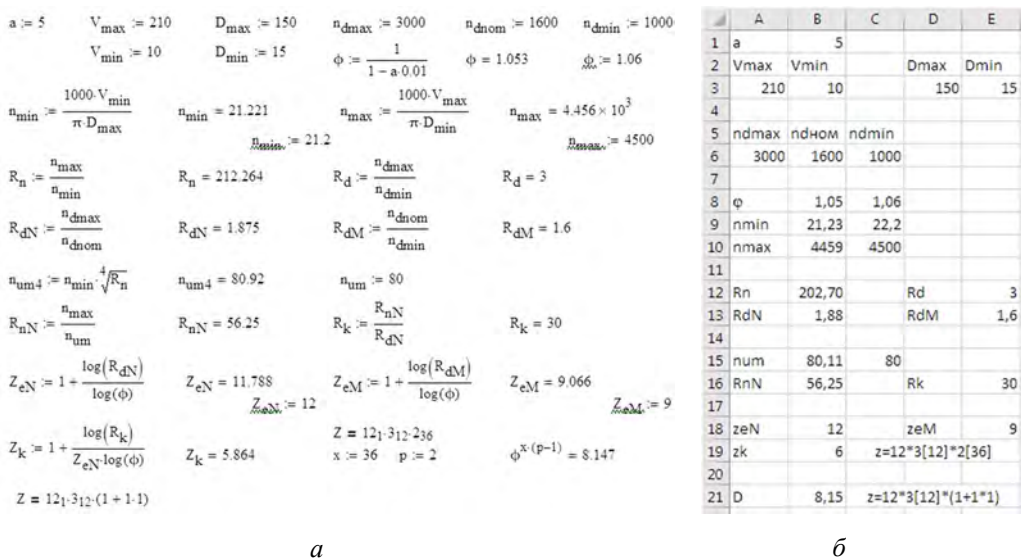 a := 5 V_max := 210 D_max := 150 n_dmax := 3000 n_dnom := 1600 n_dmin := 1000
V_min := 10 D_min := 15 ϕ := 1/(1 − a·0.01) ϕ = 1.053 ϕ := 1.06
n_min := (1000·V_min)/(π·D_max) n_min = 21.221 n_max := (1000·V_max)/(π·D_min) n_max = 4.456 × 10^3
n_min := 21.2 n_max := 4500
R_n := n_max/n_min R_n = 212.264 R_d := n_dmax/n_dmin R_d = 3
R_dN := n_dmax/n_dnom R_dN = 1.875 R_dM := n_dnom/n_dmin R_dM = 1.6
n_um4 := n_min·∜R_n n_um4 = 80.92 n_um := 80
R_nN := n_max/n_um R_nN = 56.25 R_k := R_nN/R_dN R_k = 30
Z_eN := 1 + log(R_dN)/log(ϕ) Z_eN = 11.788 Z_eM := 1 + log(R_dM)/log(ϕ) Z_eM = 9.066
Z_eN := 12 Z_eM := 9
Z_k := 1 + log(R_k)/(Z_eN·log(ϕ)) Z_k = 5.864 Z = 12_1·3_12·2_36
x := 36 p := 2 ϕ^(x·(p−1)) = 8.147
Z = 12_1·3_12·(1 + 1·1)
а
A B C D E
1 a 5
2 Vmax Vmin Dmax Dmin
3 210 10 150 15
4
5 ndmax ndном ndmin
6 3000 1600 1000
7
8 φ 1,05 1,06
9 nmin 21,23 22,2
10 nmax 4459 4500
11
12 Rn 202,70 Rd 3
13 RdN 1,88 RdM 1,6
14
15 num 80,11 80
16 RnN 56,25 Rk 30
17
18 zeN 12 zeM 9
19 zk 6 z=12*3[12]*2[36]
20
21 D 8,15 z=12*3[12]*(1+1*1)
б